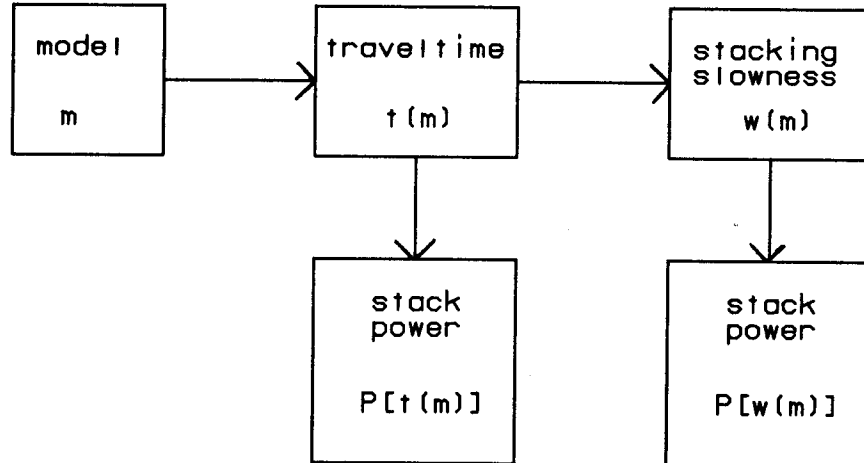 model
m
traveltime
t(m)
stacking
slowness
w(m)
stack
power
P[t(m)]
stack
power
P[w(m)]